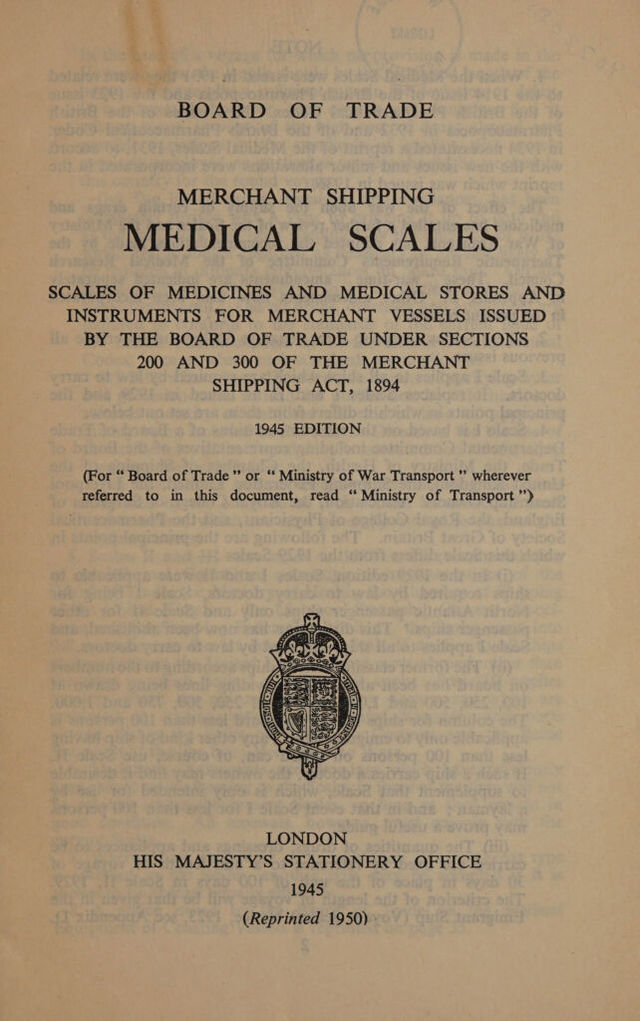 BOARD OF TRADE
MERCHANT SHIPPING
MEDICAL SCALES
SCALES OF MEDICINES AND MEDICAL STORES AND
INSTRUMENTS FOR MERCHANT VESSELS ISSUED
BY THE BOARD OF TRADE UNDER SECTIONS
200 AND 300 OF THE MERCHANT
SHIPPING ACT, 1894
1945 EDITION
(For “ Board of Trade ” or “ Ministry of War Transport ” wherever
referred to in this document, read “ Ministry of Transport ”)
LONDON
HIS MAJESTY'S STATIONERY OFFICE
1945
(Reprinted 1950)